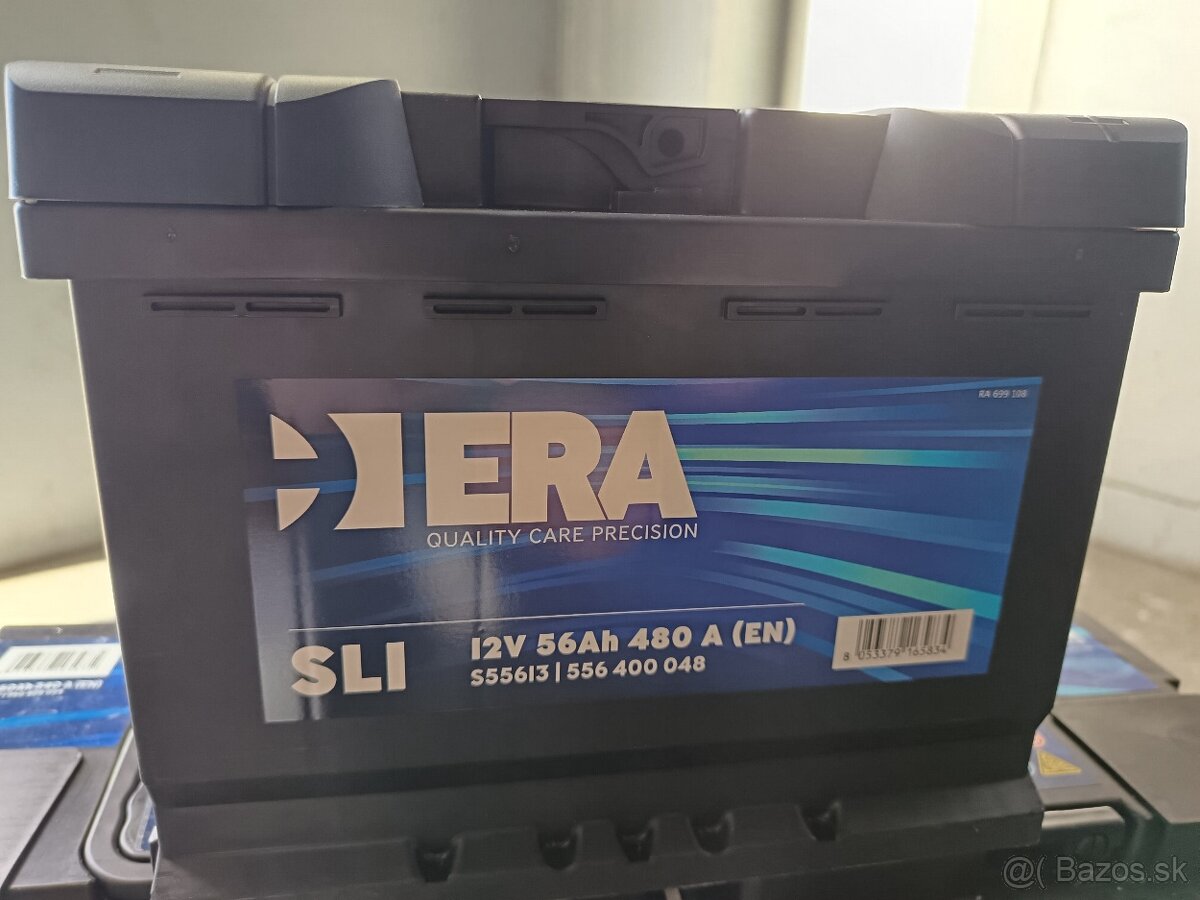 RA 699 108
ERA
QUALITY CARE PRECISION
SLI
12V 56Ah 480 A (EN)
S55613 | 556 400 048
8 053379 165834
@( Bazos.sk